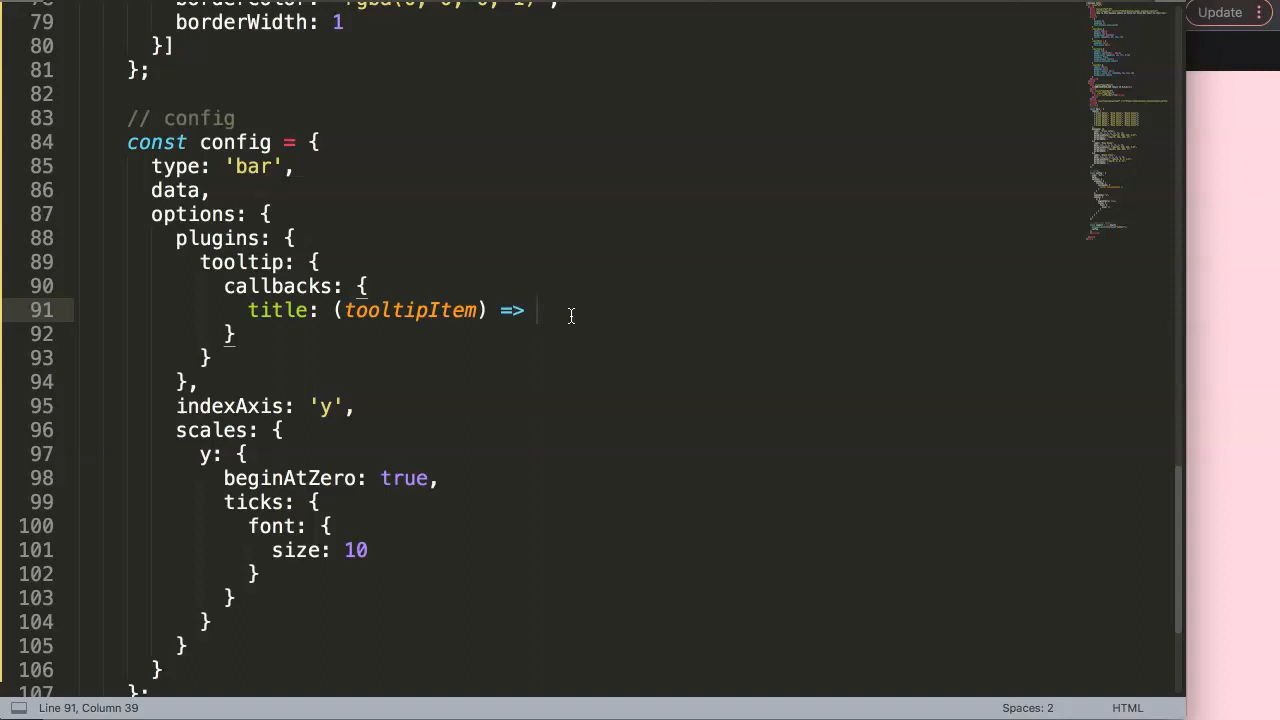 79 borderWidth: 1
80 }]
81 };
82
83 // config
84 const config = {
85 type: 'bar',
86 data,
87 options: {
88 plugins: {
89 tooltip: {
90 callbacks: {
91 title: (tooltipItem) =>
92 }
93 }
94 },
95 indexAxis: 'y',
96 scales: {
97 y: {
98 beginAtZero: true,
99 ticks: {
100 font: {
101 size: 10
102 }
103 }
104 }
105 }
106 }
107 };
Update
Line 91, Column 39
Spaces: 2
HTML